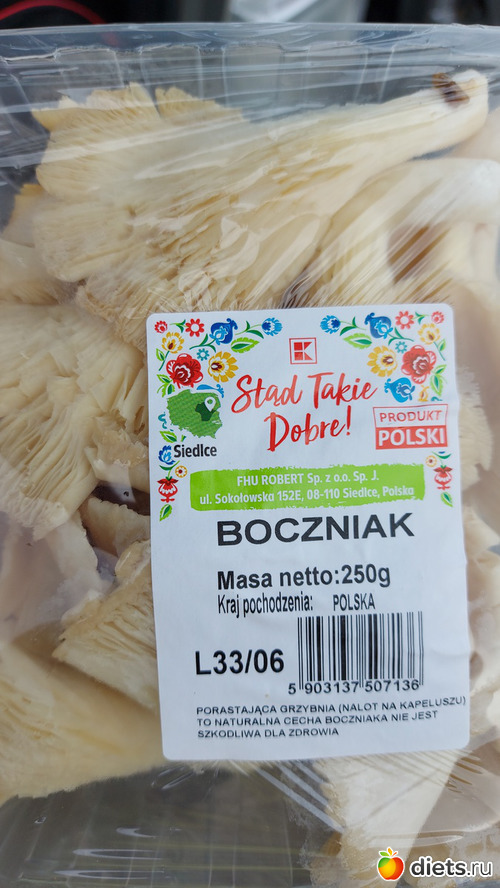 K
Stąd Takie
Dobre!
PRODUKT
POLSKI
Siedlce
FHU ROBERT Sp. z o.o. Sp. J.
ul. Sokołowska 152E, 08-110 Siedlce, Polska
BOCZNIAK
Masa netto:250g
Kraj pochodzenia: POLSKA
L33/06
5 903137 507136
PORASTAJĄCA GRZYBNIA (NALOT NA KAPELUSZU)
TO NATURALNA CECHA BOCZNIAKA NIE JEST
SZKODLIWA DLA ZDROWIA
diets.ru